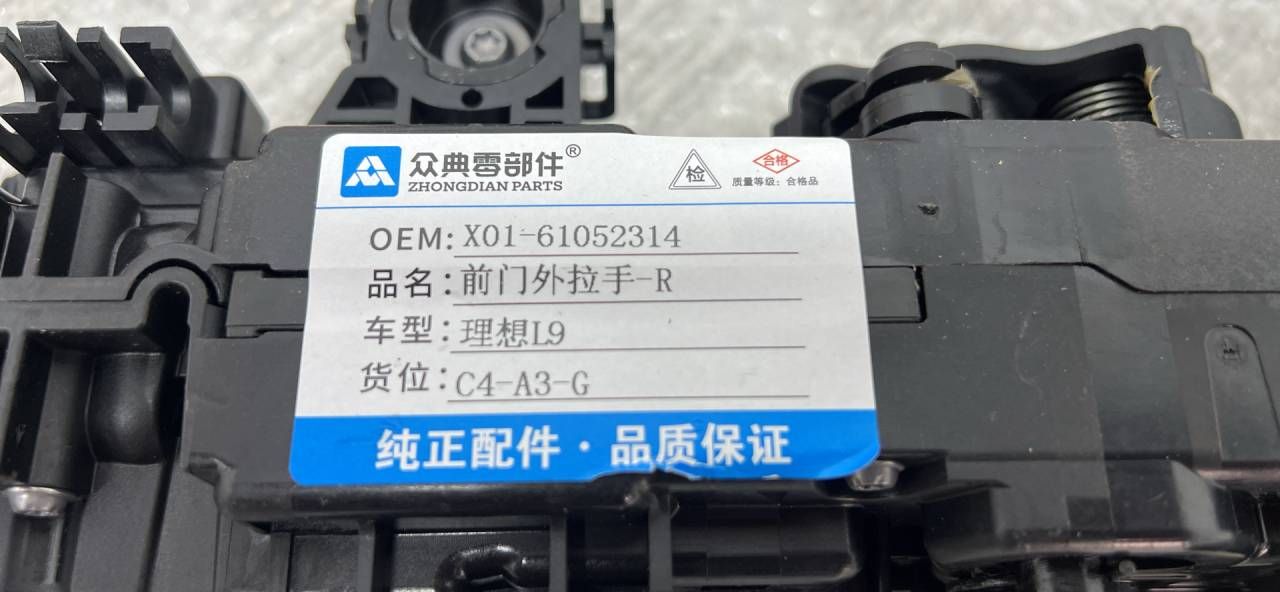 众典零部件®
ZHONGDIAN PARTS
检
合格
质量等级：合格品
OEM: X01-61052314
品名: 前门外拉手-R
车型: 理想L9
货位: C4-A3-G
纯正配件·品质保证